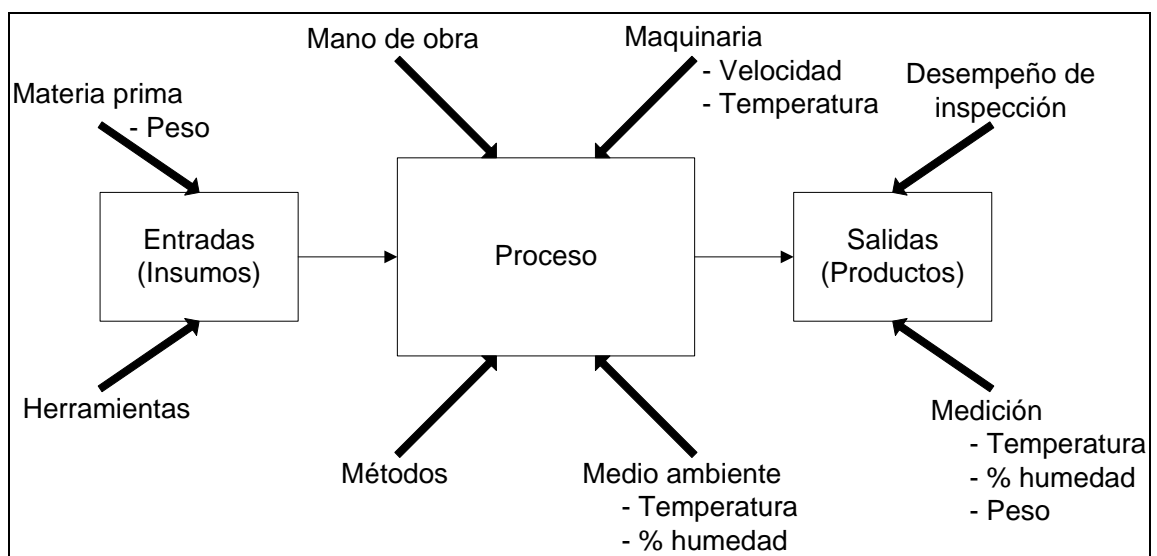 Mano de obra
Maquinaria
- Velocidad
- Temperatura
Desempeño de
inspección
Materia prima
- Peso
Entradas
(Insumos)
Proceso
Salidas
(Productos)
Herramientas
Métodos
Medio ambiente
- Temperatura
- % humedad
Medición
- Temperatura
- % humedad
- Peso